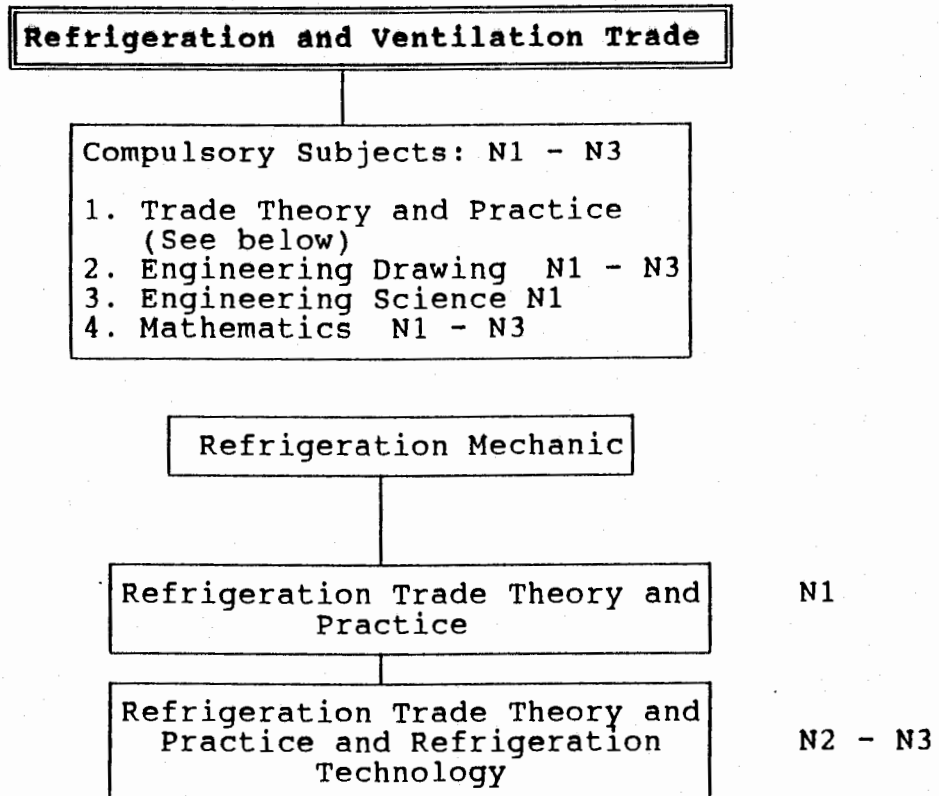 Refrigeration and Ventilation Trade
Compulsory Subjects: N1 - N3
1. Trade Theory and Practice
(See below)
2. Engineering Drawing N1 - N3
3. Engineering Science N1
4. Mathematics N1 - N3
Refrigeration Mechanic
Refrigeration Trade Theory and
Practice
N1
Refrigeration Trade Theory and
Practice and Refrigeration
Technology
N2 - N3